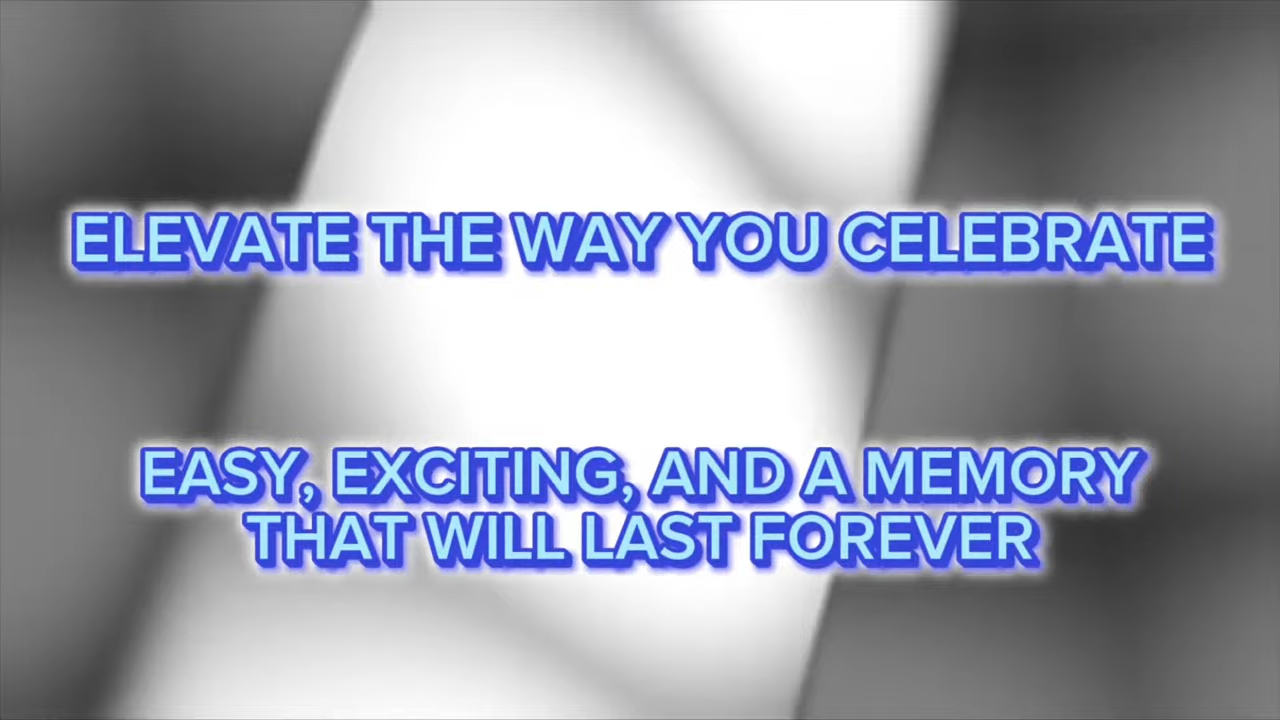 ELEVATE THE WAY YOU CELEBRATE
EASY, EXCITING, AND A MEMORY
THAT WILL LAST FOREVER